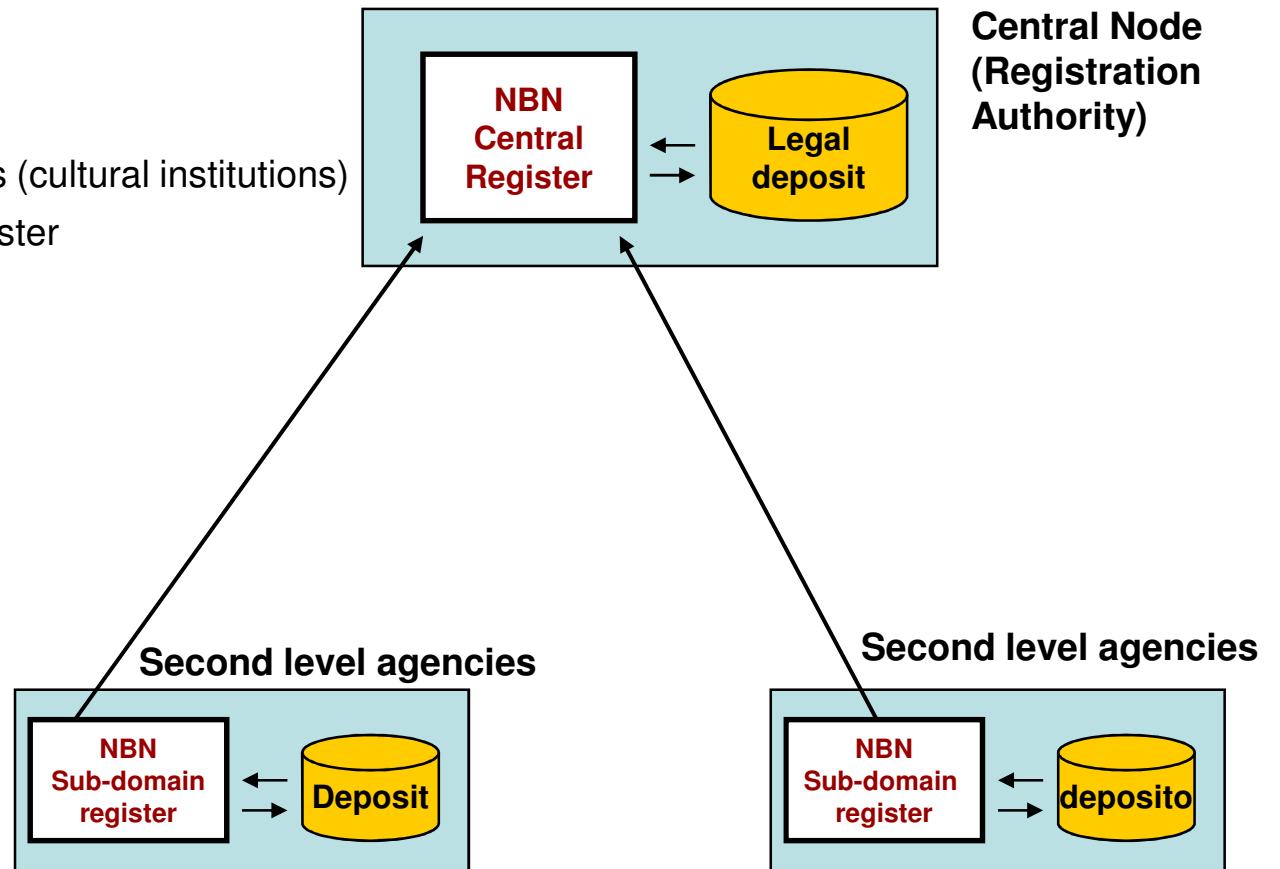 Central Node
(Registration
Authority)
NBN
Central
Register
Legal
deposit
(cultural institutions)
Second level agencies
NBN
Sub-domain
register
Deposit
Second level agencies
NBN
Sub-domain
register
deposito